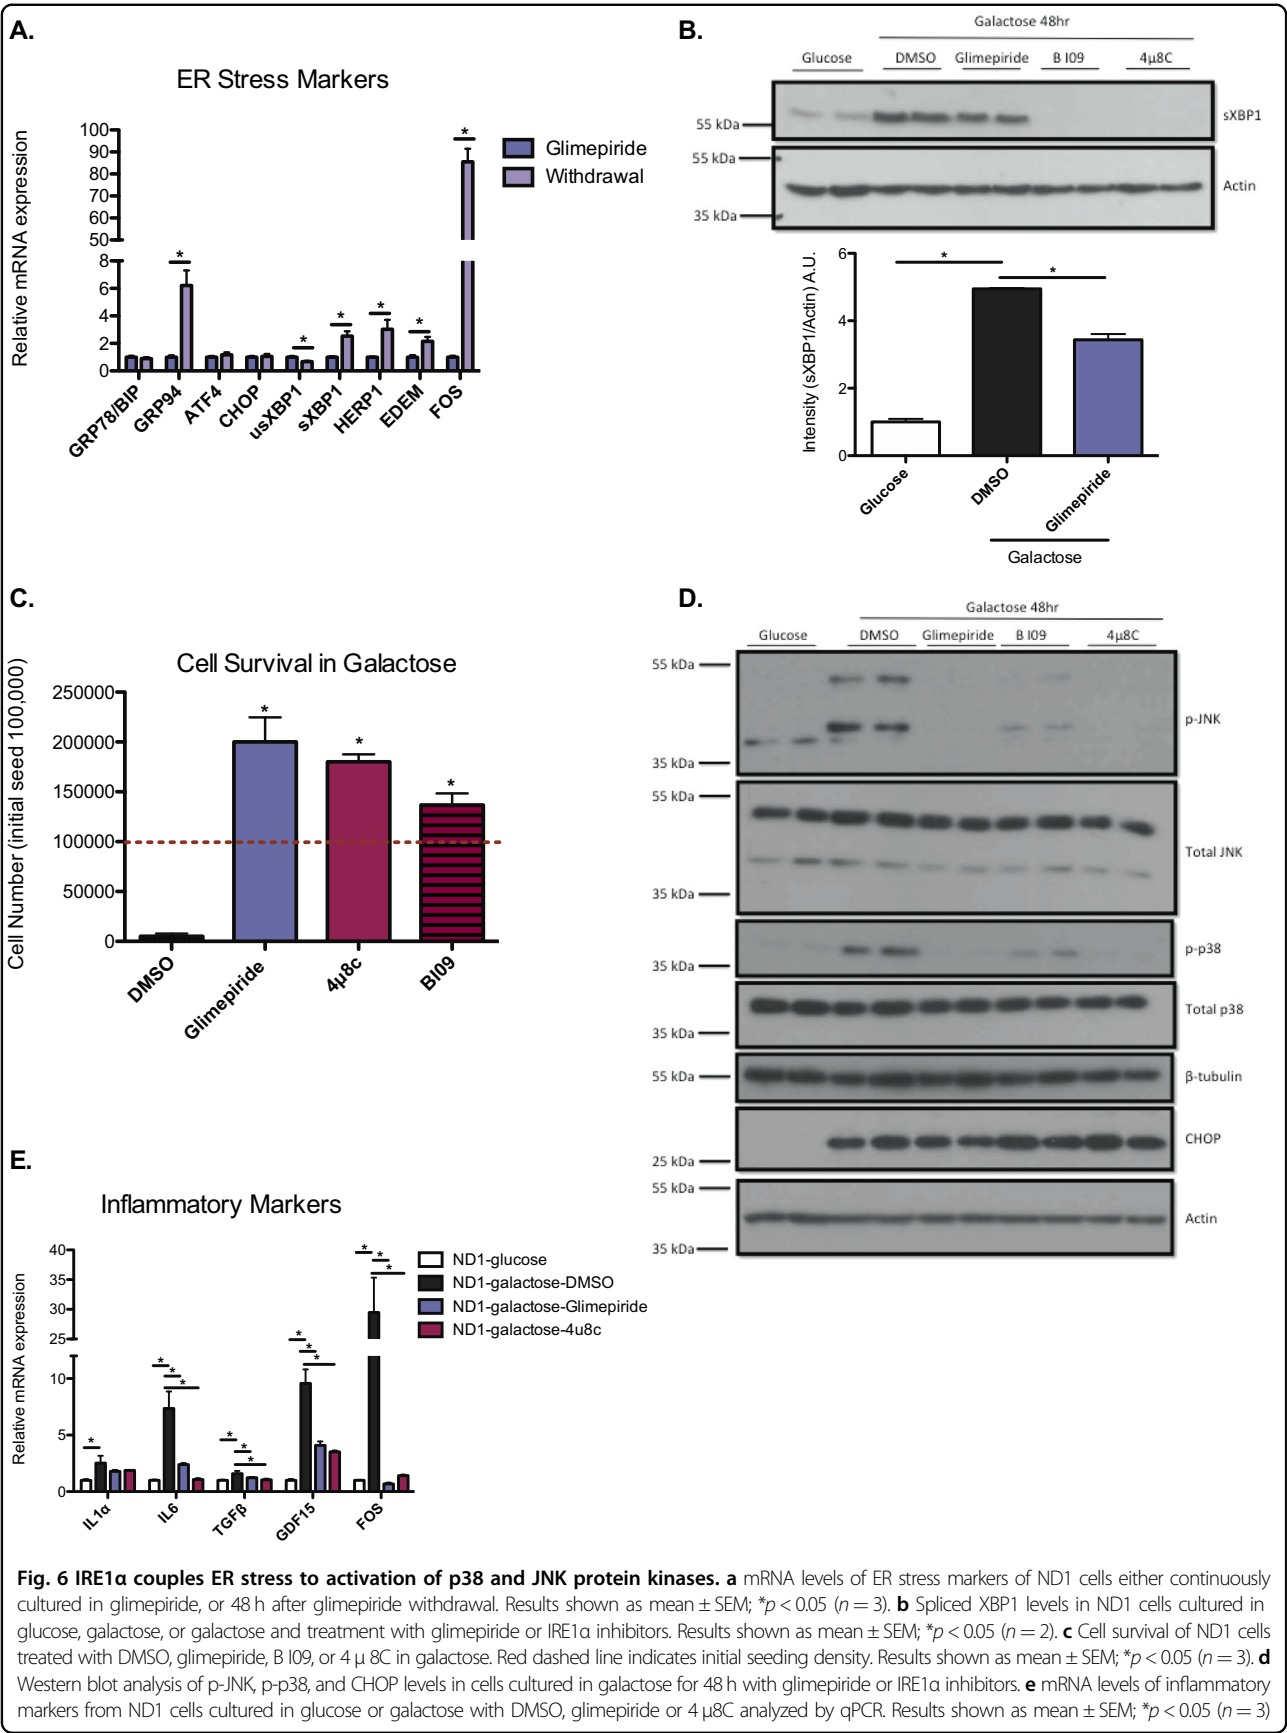 A.
ER Stress Markers
Relative mRNA expression
100
90
80
70
60
50
8
6
4
2
0
*
*
*
*
*
*
Glimepiride
Withdrawal
GRP78/BIP
GRP94
ATF4
CHOP
usXBP1
sXBP1
HERP1
EDEM
FOS
B.
Galactose 48hr
Glucose DMSO Glimepiride B I09 4µ8C
55 kDa
sXBP1
55 kDa
Actin
35 kDa
Intensity (sXBP1/Actin) A.U.
6
4
2
0
*
*
Glucose
DMSO
Glimepiride
Galactose
C.
Cell Survival in Galactose
Cell Number (initial seed 100,000)
250000
200000
150000
100000
50000
0
*
*
*
DMSO
Glimepiride
4µ8c
BI09
D.
Galactose 48hr
Glucose DMSO Glimepiride B I09 4µ8C
55 kDa
p-JNK
35 kDa
55 kDa
Total JNK
35 kDa
p-p38
35 kDa
Total p38
35 kDa
55 kDa
β-tubulin
CHOP
25 kDa
55 kDa
Actin
35 kDa
E.
Inflammatory Markers
Relative mRNA expression
40
35
30
25
10
5
0
*
* * *
* * *
* * *
* * *
ND1-glucose
ND1-galactose-DMSO
ND1-galactose-Glimepiride
ND1-galactose-4u8c
IL1α
IL6
TGFβ
GDF15
FOS
Fig. 6 IRE1α couples ER stress to activation of p38 and JNK protein kinases. a mRNA levels of ER stress markers of ND1 cells either continuously
cultured in glimepiride, or 48 h after glimepiride withdrawal. Results shown as mean ± SEM; *p < 0.05 (n = 3). b Spliced XBP1 levels in ND1 cells cultured in
glucose, galactose, or galactose and treatment with glimepiride or IRE1α inhibitors. Results shown as mean ± SEM; *p < 0.05 (n = 2). c Cell survival of ND1 cells
treated with DMSO, glimepiride, B I09, or 4 µ 8C in galactose. Red dashed line indicates initial seeding density. Results shown as mean ± SEM; *p < 0.05 (n = 3). d
Western blot analysis of p-JNK, p-p38, and CHOP levels in cells cultured in galactose for 48 h with glimepiride or IRE1α inhibitors. e mRNA levels of inflammatory
markers from ND1 cells cultured in glucose or galactose with DMSO, glimepiride or 4 µ8C analyzed by qPCR. Results shown as mean ± SEM; *p < 0.05 (n = 3)